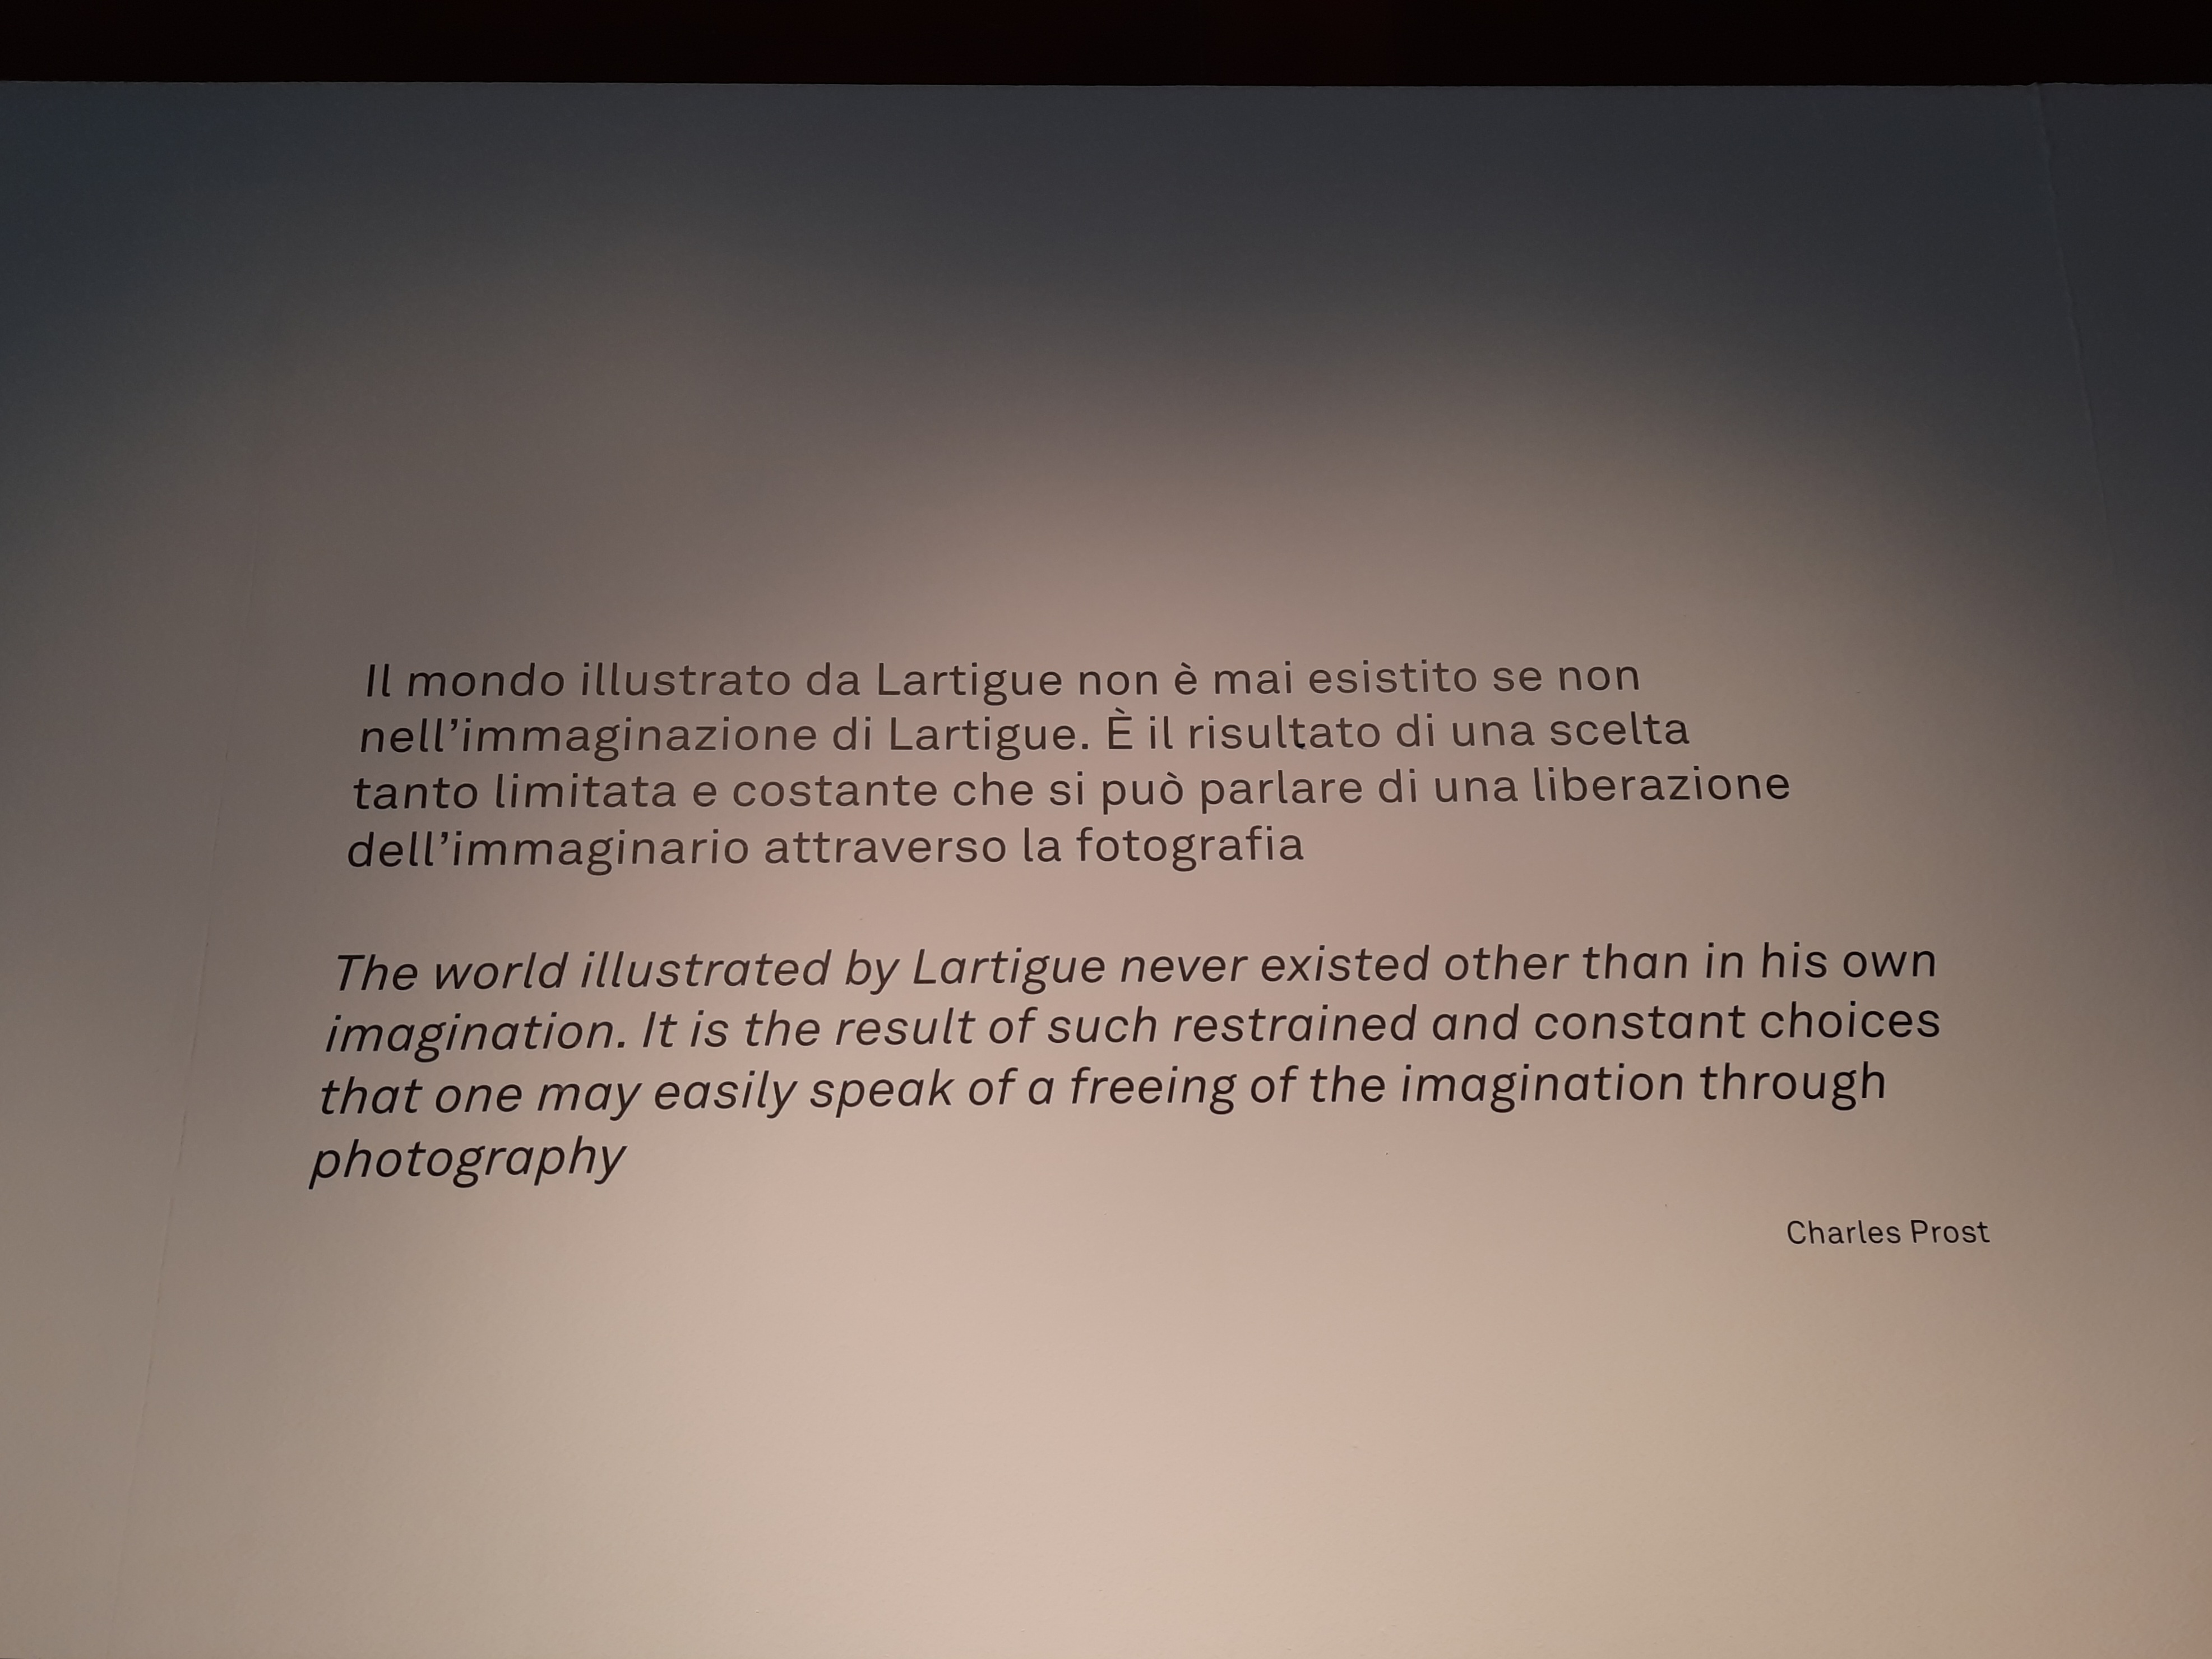 Il mondo illustrato da Lartigue non è mai esistito se non
nell’immaginazione di Lartigue. È il risultato di una scelta
tanto limitata e costante che si può parlare di una liberazione
dell’immaginario attraverso la fotografia
The world illustrated by Lartigue never existed other than in his own
imagination. It is the result of such restrained and constant choices
that one may easily speak of a freeing of the imagination through
photography
Charles Prost